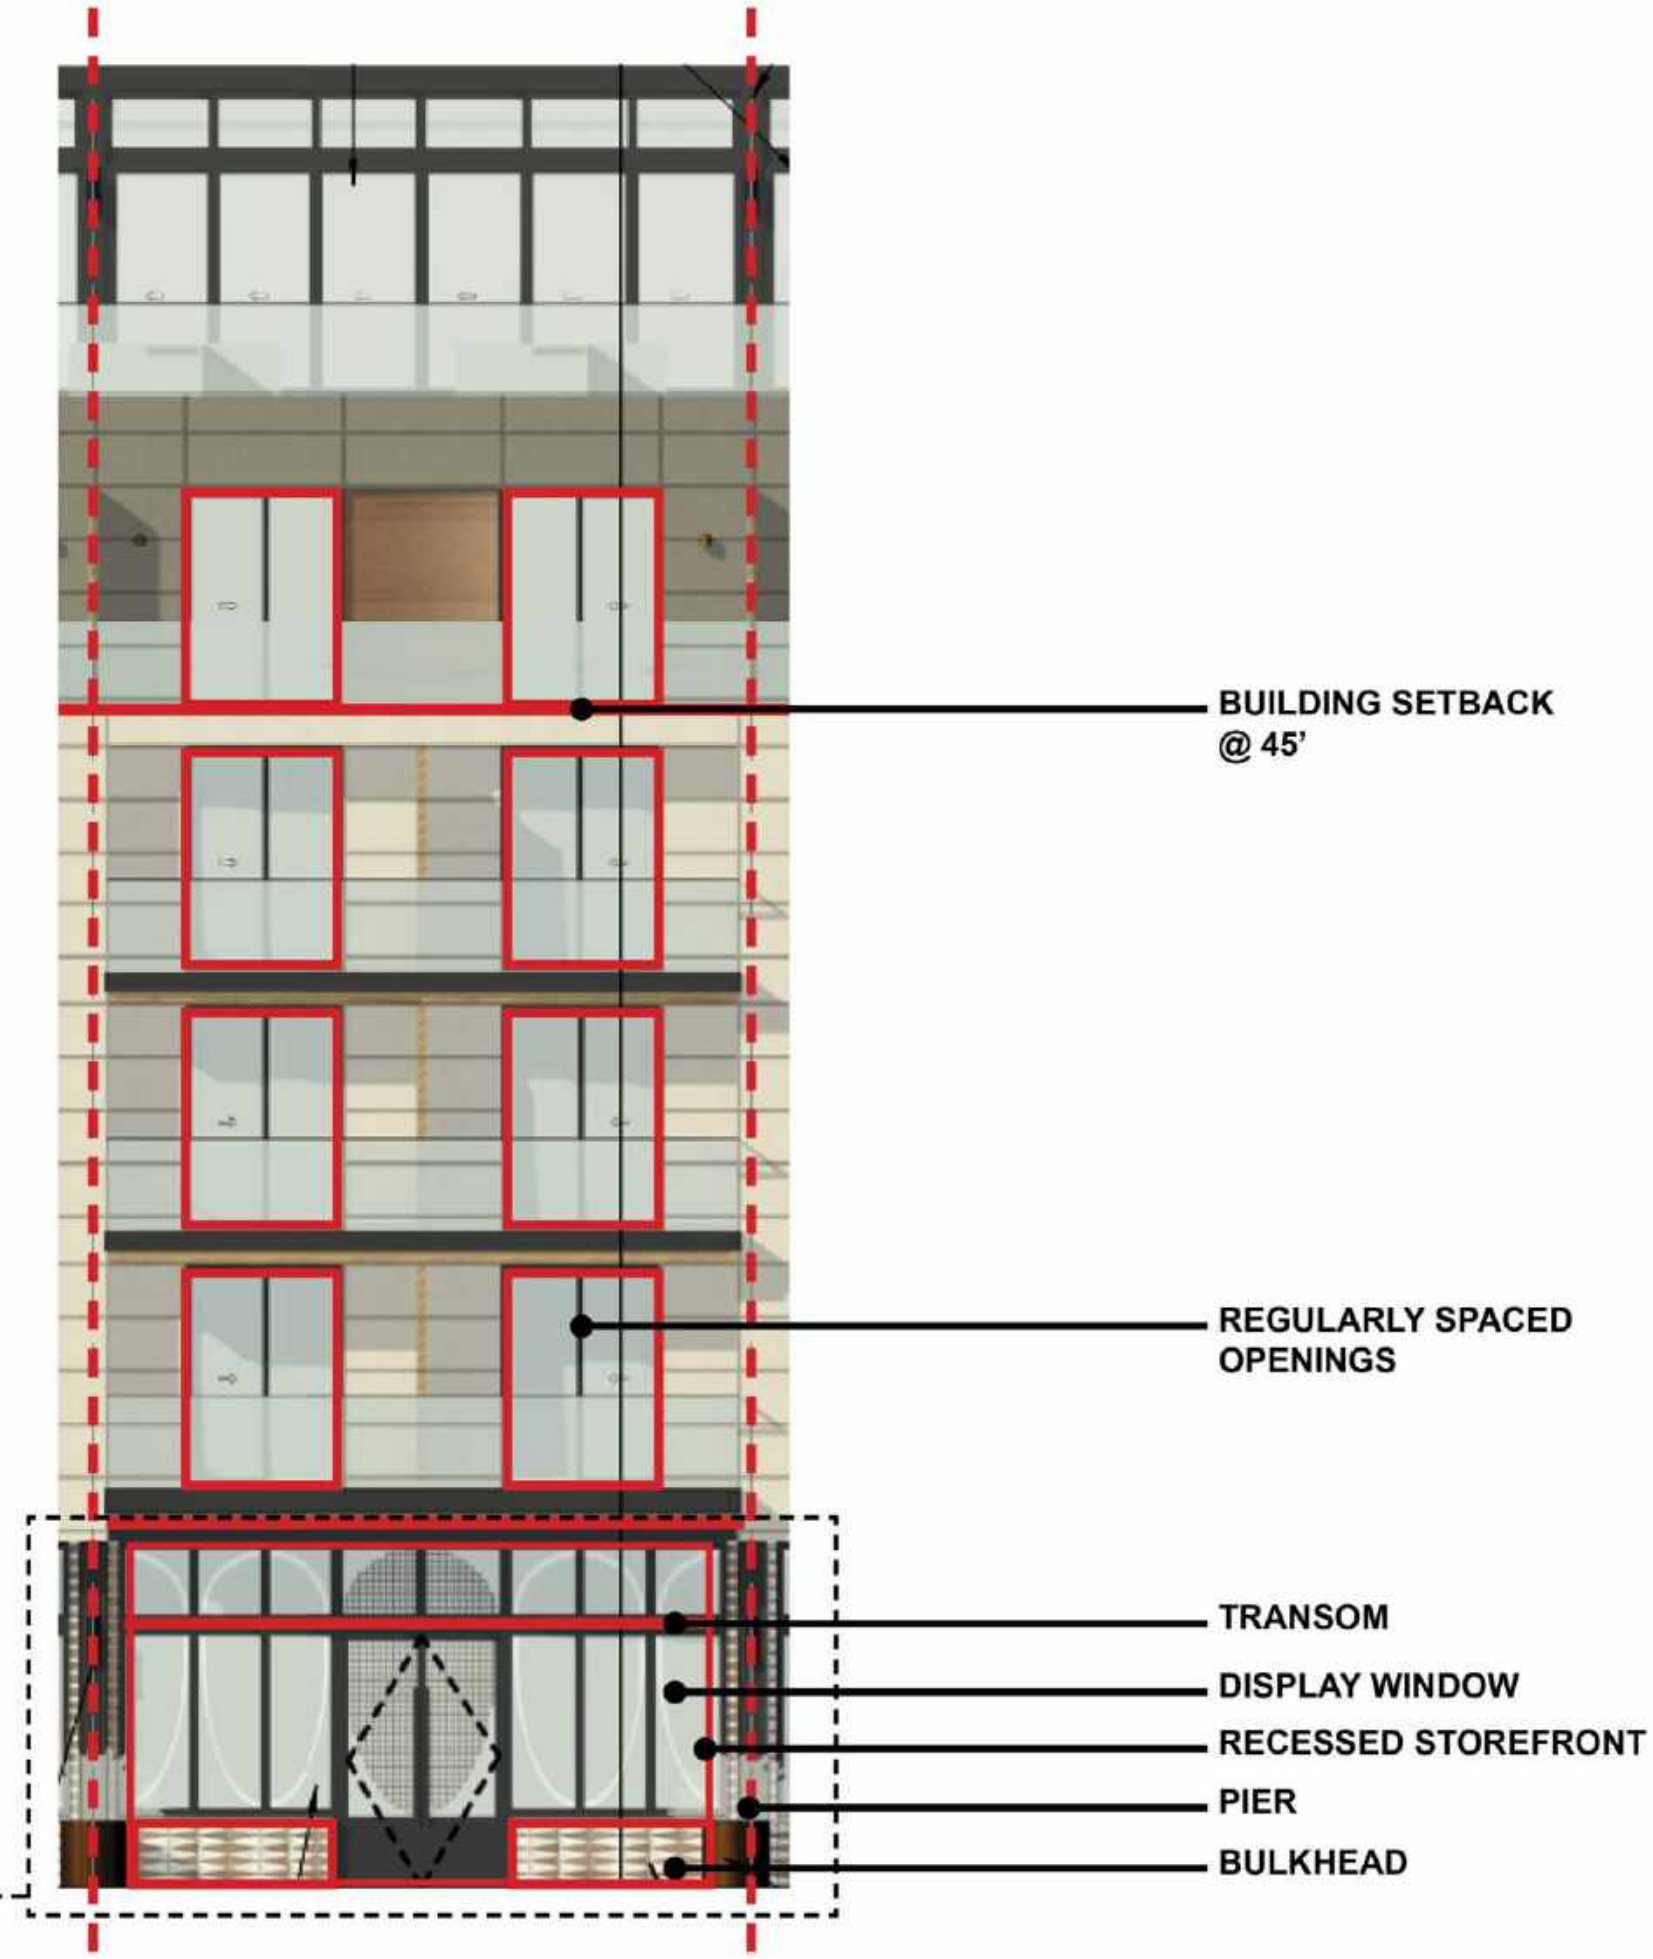 BUILDING SETBACK
@ 45’
REGULARLY SPACED
OPENINGS
TRANSOM
DISPLAY WINDOW
RECESSED STOREFRONT
PIER
BULKHEAD